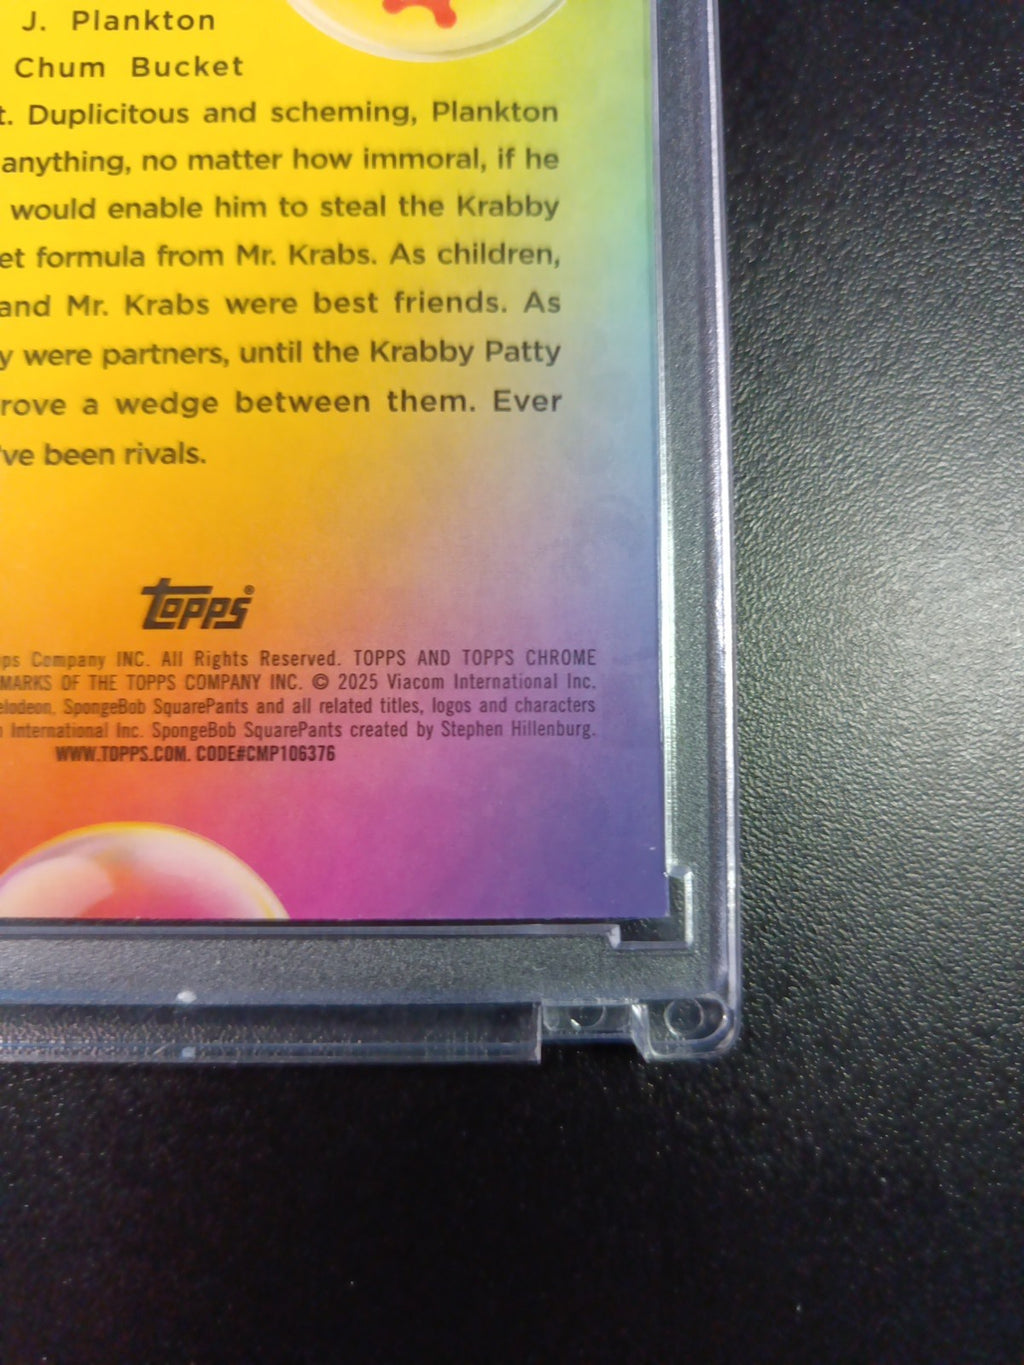 J. Plankton
Chum Bucket
t. Duplicitous and scheming, Plankton
anything, no matter how immoral, if he
would enable him to steal the Krabby
et formula from Mr. Krabs. As children,
and Mr. Krabs were best friends. As
y were partners, until the Krabby Patty
rove a wedge between them. Ever
've been rivals.
TOPPS®
ps Company INC. All Rights Reserved. TOPPS AND TOPPS CHROME
MARKS OF THE TOPPS COMPANY INC. © 2025 Viacom International Inc.
elodeon, SpongeBob SquarePants and all related titles, logos and characters
International Inc. SpongeBob SquarePants created by Stephen Hillenburg.
WWW.TOPPS.COM. CODE#CMP106376